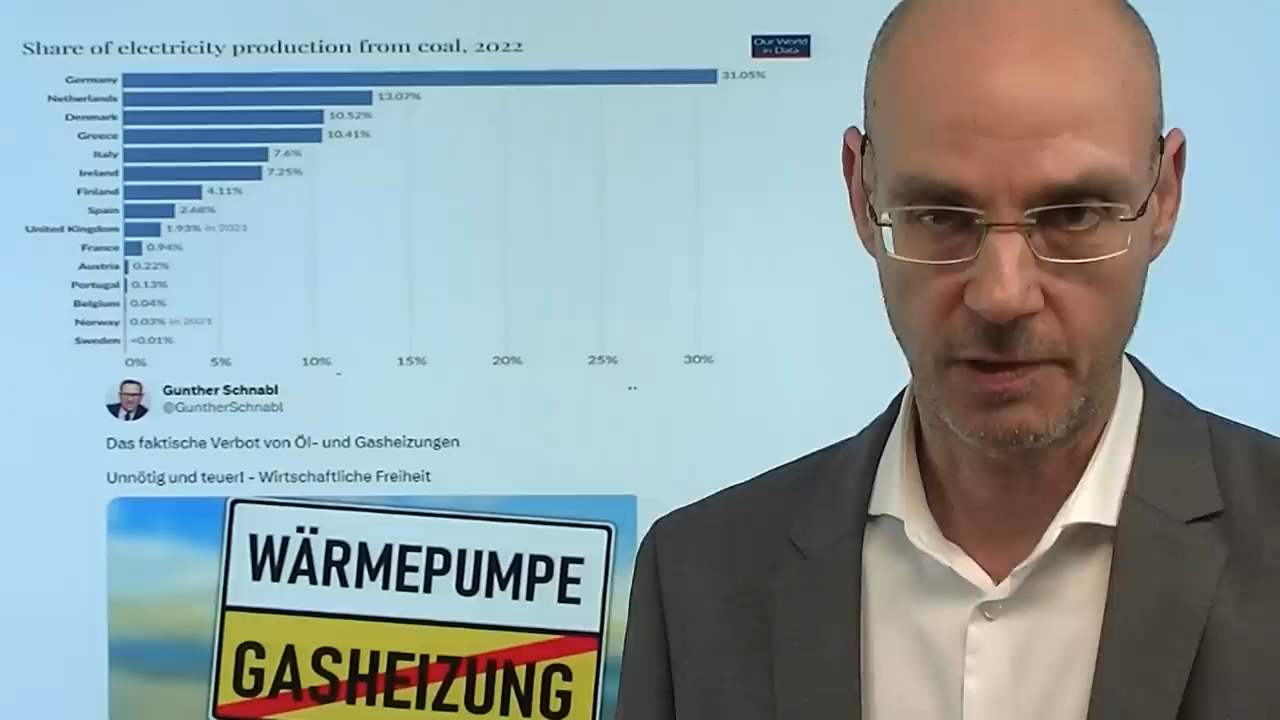 Share of electricity production from coal, 2022
Our World
in Data
Germany 31.05%
Netherlands 13.07%
Denmark 10.52%
Greece 10.41%
Italy 7.6%
Ireland 7.25%
Finland 4.11%
Spain 2.68%
United Kingdom 1.93% in 2021
France 0.94%
Austria 0.22%
Portugal 0.13%
Belgium 0.04%
Norway 0.03% in 2021
Sweden <0.01%
0% 5% 10% 15% 20% 25% 30%
Gunther Schnabl
@GuntherSchnabl
Das faktische Verbot von Öl- und Gasheizungen
Unnötig und teuer! - Wirtschaftliche Freiheit
WÄRMEPUMPE
GASHEIZUNG